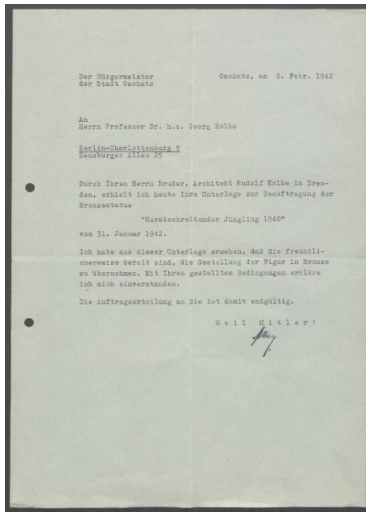 Der Bürgermeister
der Stadt Oschatz
Oschatz, am 6. Febr. 1942
An
Herrn Professor Dr. h.c. Georg Kolbe
Berlin-Charlottenburg 9
Sensburger Allee 25
Durch Ihren Herrn Bruder, Architekt Rudolf Kolbe in Dres-
den, erhielt ich heute Ihre Unterlage zur Beauftragung der
Bronzestatue
"Herabschreitender Jüngling 1940"
vom 31. Januar 1942.
Ich habe aus dieser Unterlage ersehen, daß Sie freundli-
cherweise bereit sind, die Gestellung der Figur in Bronze
zu übernehmen. Mit Ihren gestellten Bedingungen erkläre
ich mich einverstanden.
Die Auftragserteilung an Sie ist damit endgültig.
Heil Hitler!